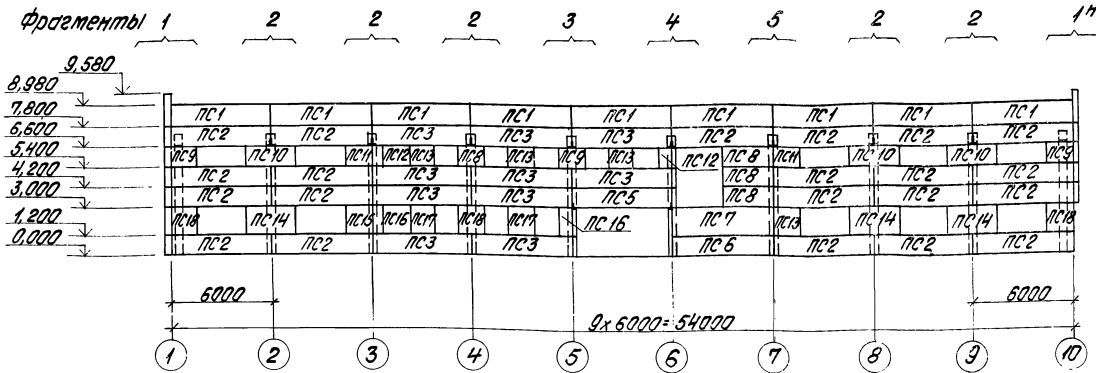 Фрагменты 1 2 2 2 3 4 5 2 2 1н
9,580
8,980
7,800
6,600
5,400
4,200
3,000
1,200
0,000
ПС1 ПС1 ПС1 ПС1 ПС1 ПС1 ПС1 ПС1 ПС1
ПС2 ПС2 ПС3 ПС3 ПС3 ПС2 ПС2 ПС2 ПС2
ПС9 ПС10 ПС11 ПС12 ПС13 ПС8 ПС13 ПС9 ПС13 ПС12 ПС8 ПС11 ПС10 ПС10 ПС9
ПС2 ПС2 ПС3 ПС3 ПС3 ПС8 ПС2 ПС2 ПС2
ПС2 ПС2 ПС3 ПС3 ПС5 ПС8 ПС2 ПС2 ПС2
ПС18 ПС14 ПС15 ПС16 ПС17 ПС18 ПС17 ПС16 ПС7 ПС13 ПС14 ПС14 ПС18
ПС2 ПС2 ПС3 ПС3 ПС6 ПС2 ПС2 ПС2
6000 6000
9x6000=54000
1 2 3 4 5 6 7 8 9 10